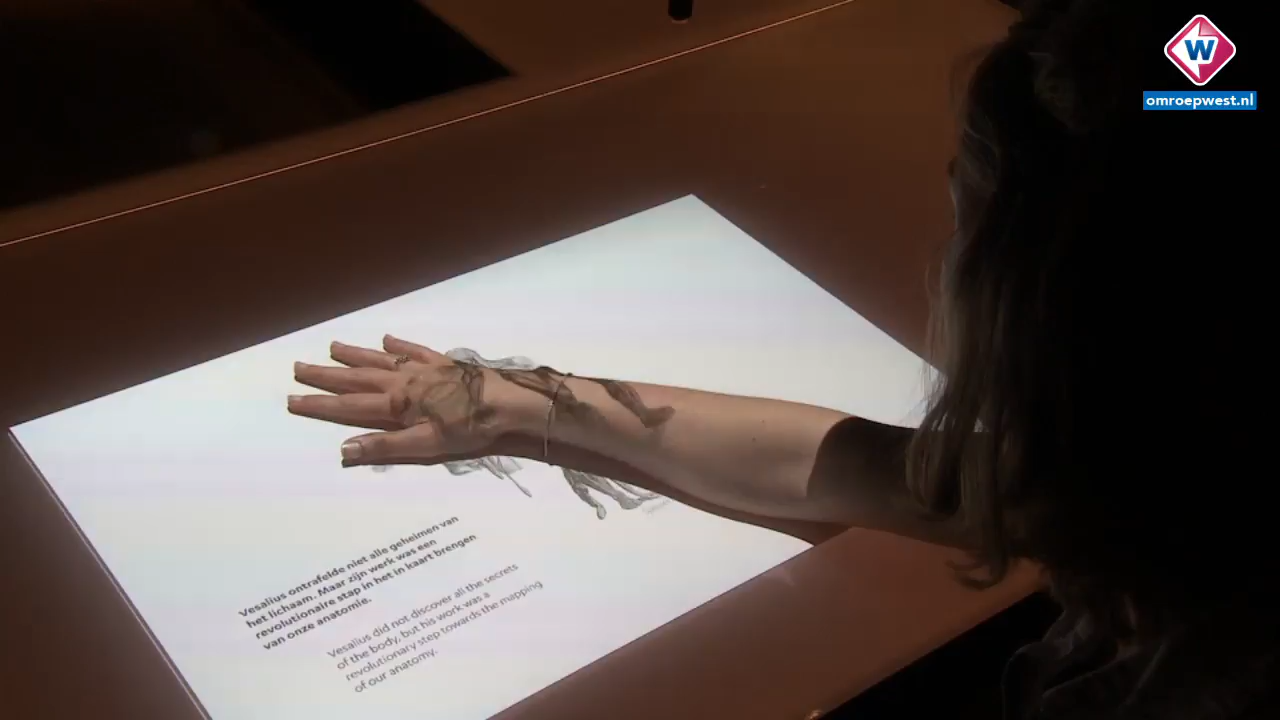 W
omroepwest.nl
Vesalius ontrafelde niet alle geheimen van
het lichaam. Maar zijn werk was een
revolutionaire stap in het in kaart brengen
van onze anatomie.
Vesalius did not discover all the secrets
of the body, but his work was a
revolutionary step towards the mapping
of our anatomy.